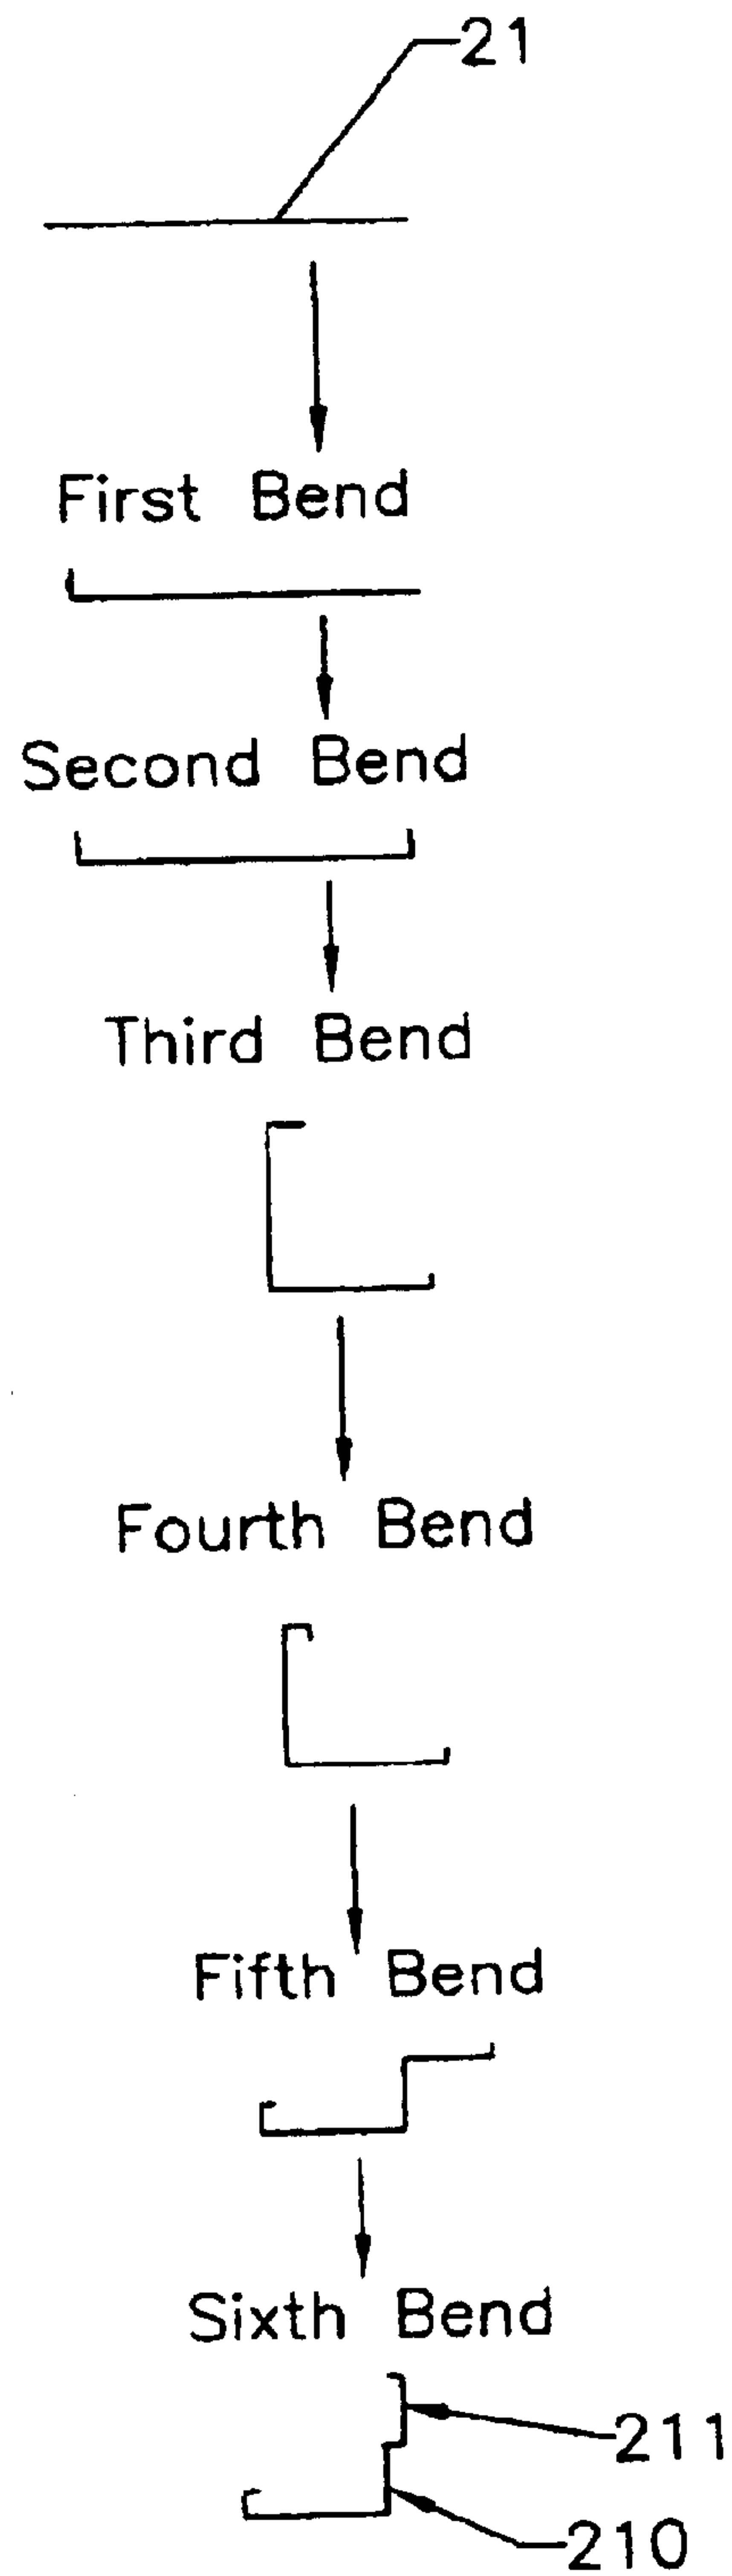 21
First Bend
Second Bend
Third Bend
Fourth Bend
Fifth Bend
Sixth Bend
211
210